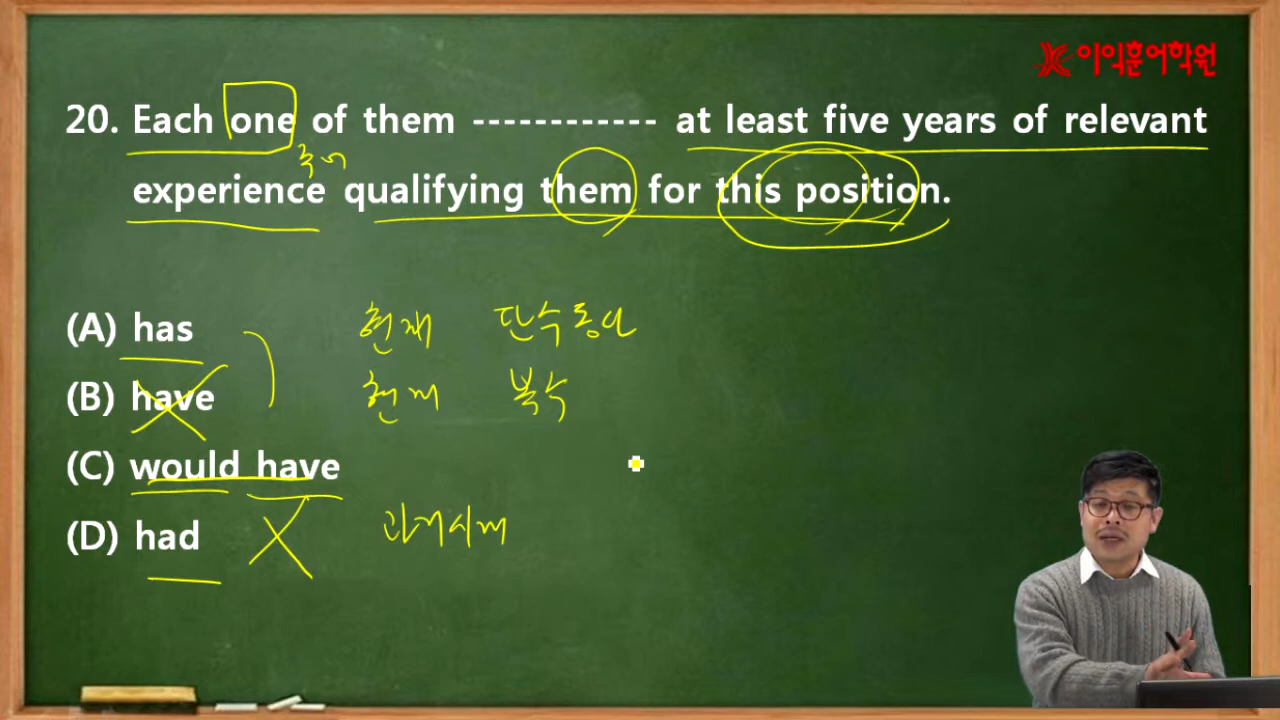 이익훈어학원
20. Each one of them ------------ at least five years of relevant
주어
experience qualifying them for this position.
(A) has 현재 단수동사
(B) have 현재 복수
(C) would have
(D) had 과거시제